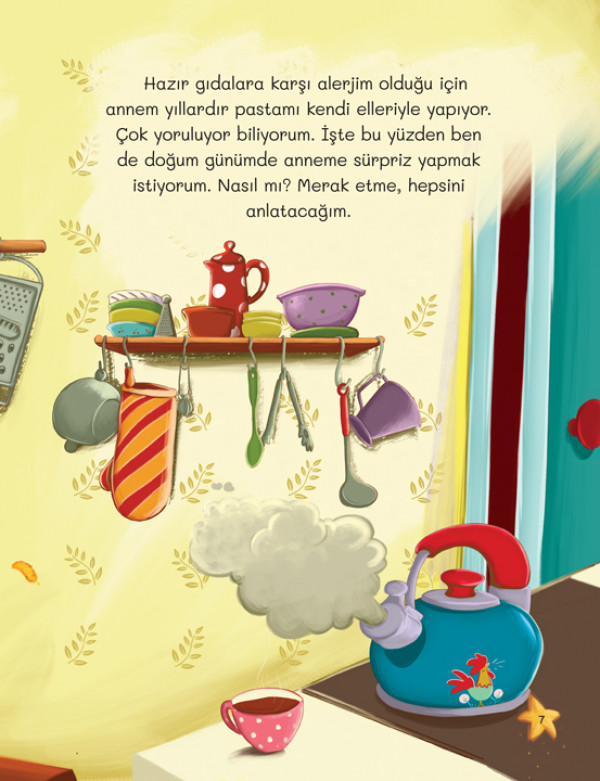 Hazır gıdalara karşı alerjim olduğu için
annem yıllardır pastamı kendi elleriyle yapıyor.
Çok yoruluyor biliyorum. İşte bu yüzden ben
de doğum günümde anneme sürpriz yapmak
istiyorum. Nasıl mı? Merak etme, hepsini
anlatacağım.
7